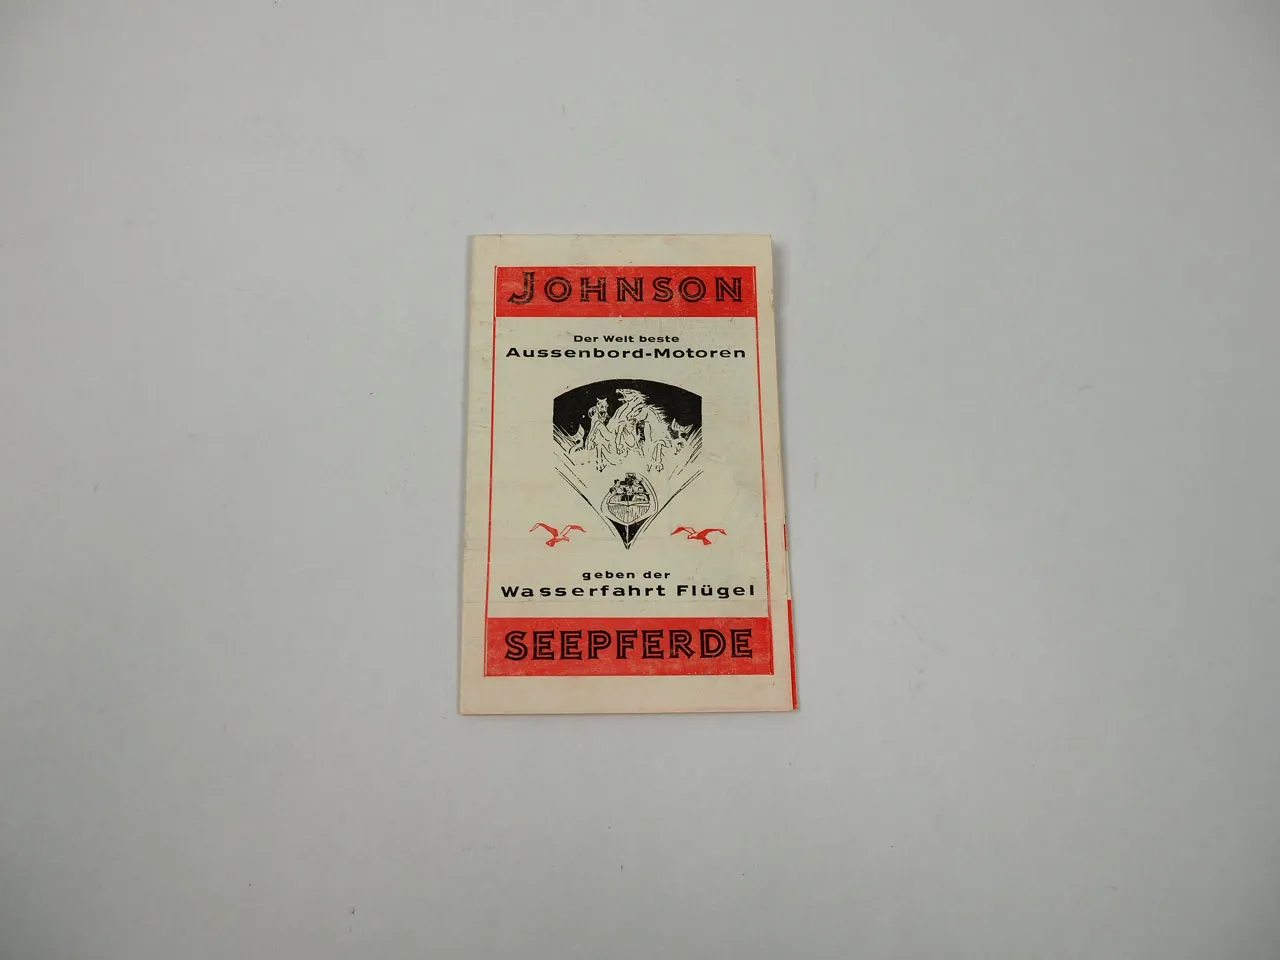 JOHNSON
Der Welt beste
Aussenbord-Motoren
geben der
Wasserfahrt Flügel
SEEPFERDE